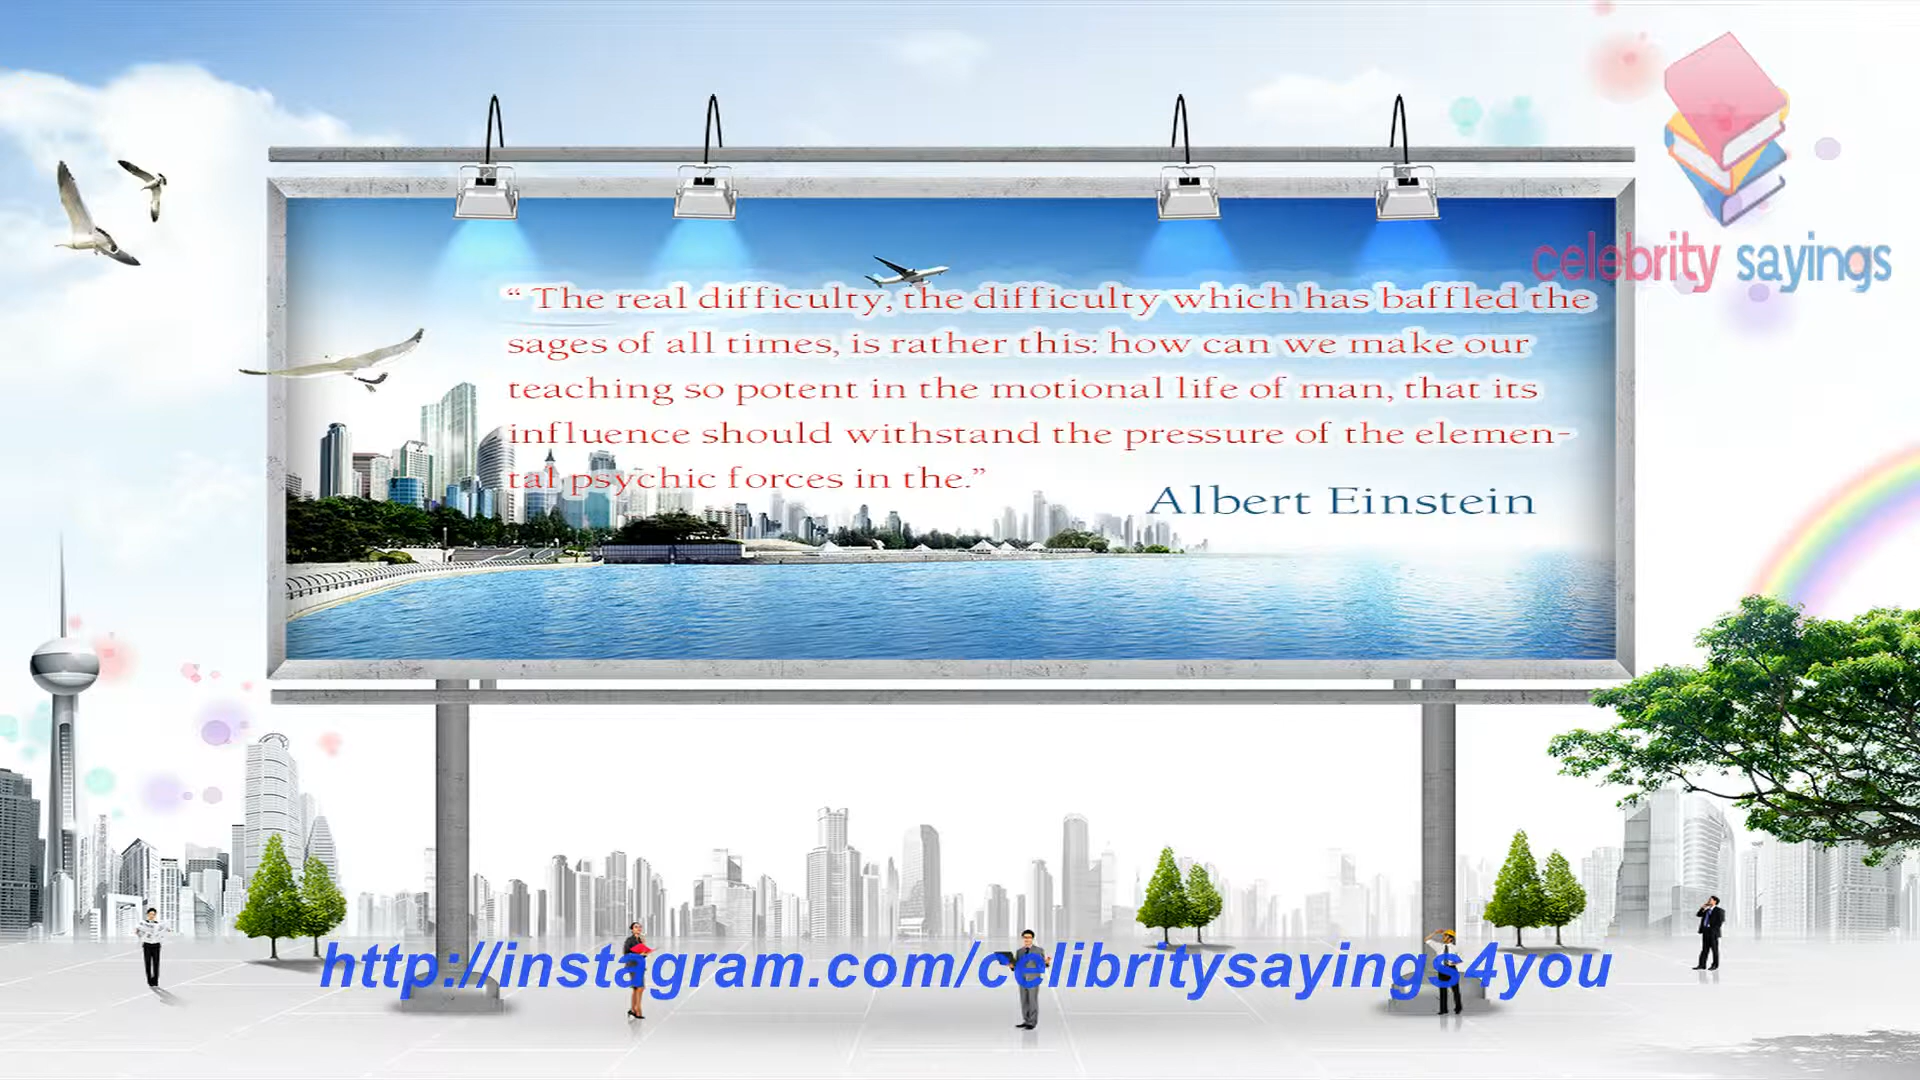 celebrity sayings
“ The real difficulty, the difficulty which has baffled the
sages of all times, is rather this: how can we make our
teaching so potent in the motional life of man, that its
influence should withstand the pressure of the elemen-
tal psychic forces in the.”
Albert Einstein
http://instagram.com/celibritysayings4you